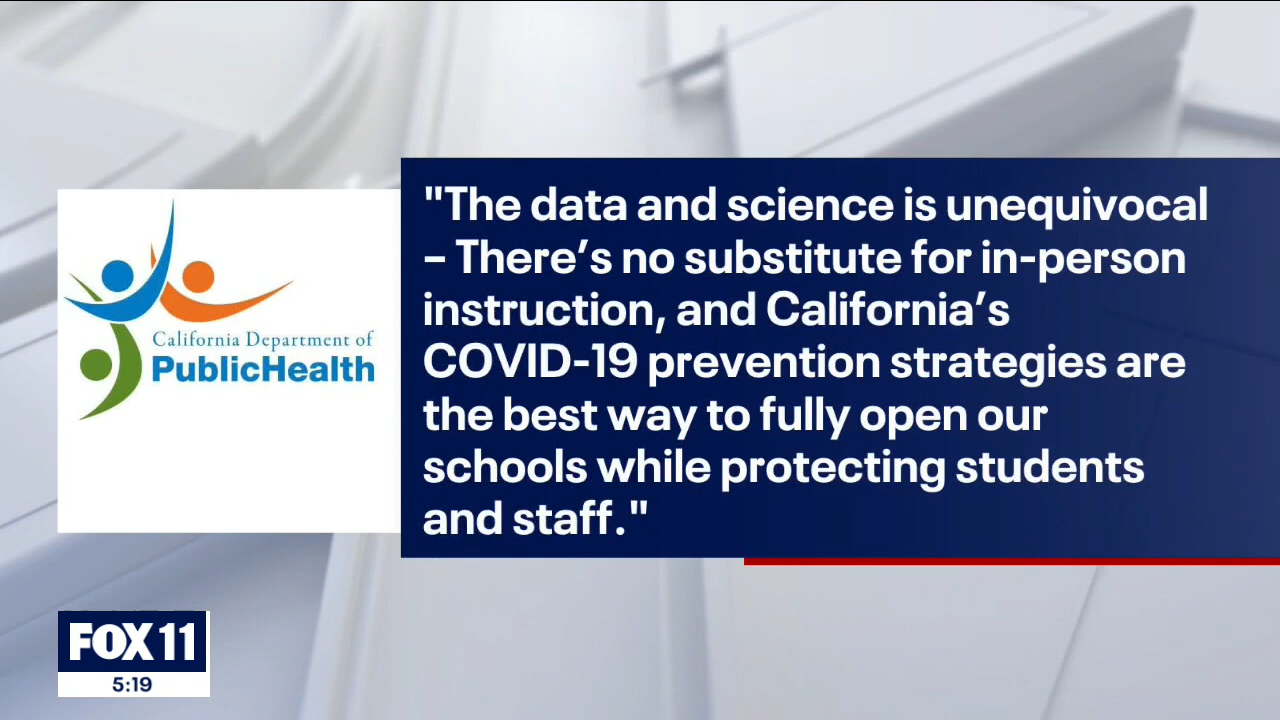 "The data and science is unequivocal
– There’s no substitute for in-person
instruction, and California’s
COVID-19 prevention strategies are
the best way to fully open our
schools while protecting students
and staff."
California Department of
PublicHealth
FOX 11
5:19